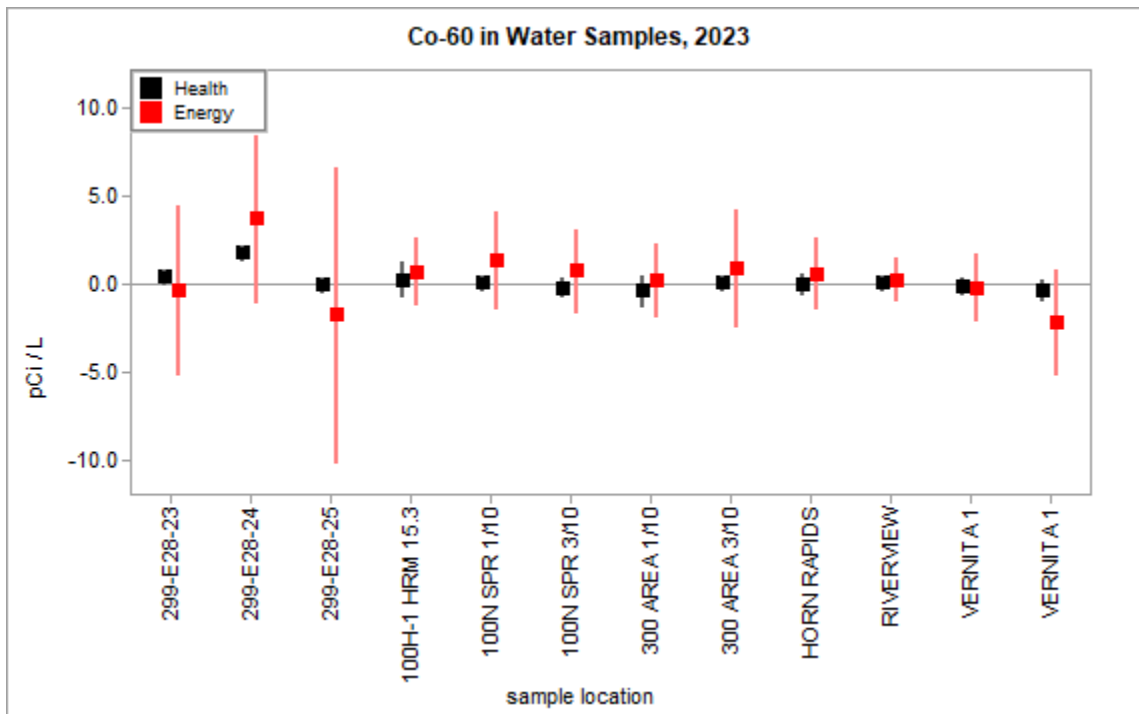 Co-60 in Water Samples, 2023
Health
Energy
10.0
5.0
0.0
-5.0
-10.0
pCi / L
299-E28-23
299-E28-24
299-E28-25
100H-1 HRM 15.3
100N SPR 1/10
100N SPR 3/10
300 AREA 1/10
300 AREA 3/10
HORN RAPIDS
RIVERVIEW
VERNITA 1
VERNITA 1
sample location